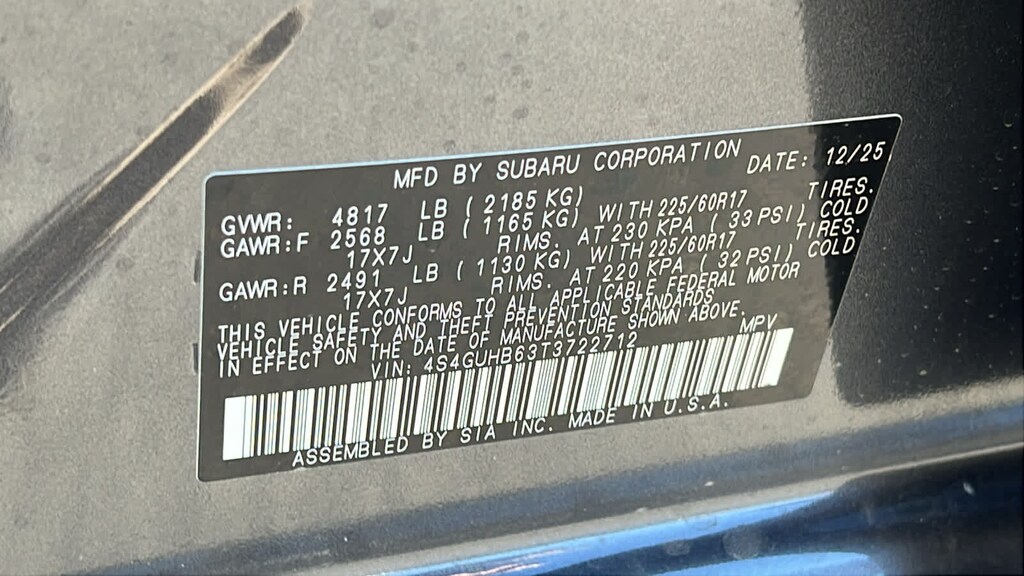 MFD BY SUBARU CORPORATION DATE: 12/25
GVWR: 4817 LB (2185 KG)
GAWR:F 2568 LB (1165 KG) WITH 225/60R17 TIRES.
17X7J RIMS. AT 230 KPA (33 PSI) COLD
GAWR:R 2491 LB (1130 KG) WITH 225/60R17 TIRES.
17X7J RIMS. AT 220 KPA (32 PSI) COLD
THIS VEHICLE CONFORMS TO ALL APPLICABLE FEDERAL MOTOR
VEHICLE SAFETY AND THEFT PREVENTION STANDARDS
IN EFFECT ON THE DATE OF MANUFACTURE SHOWN ABOVE.
VIN: 4S4GUHB63T3722712 MPV
ASSEMBLED BY SIA INC. MADE IN U.S.A.